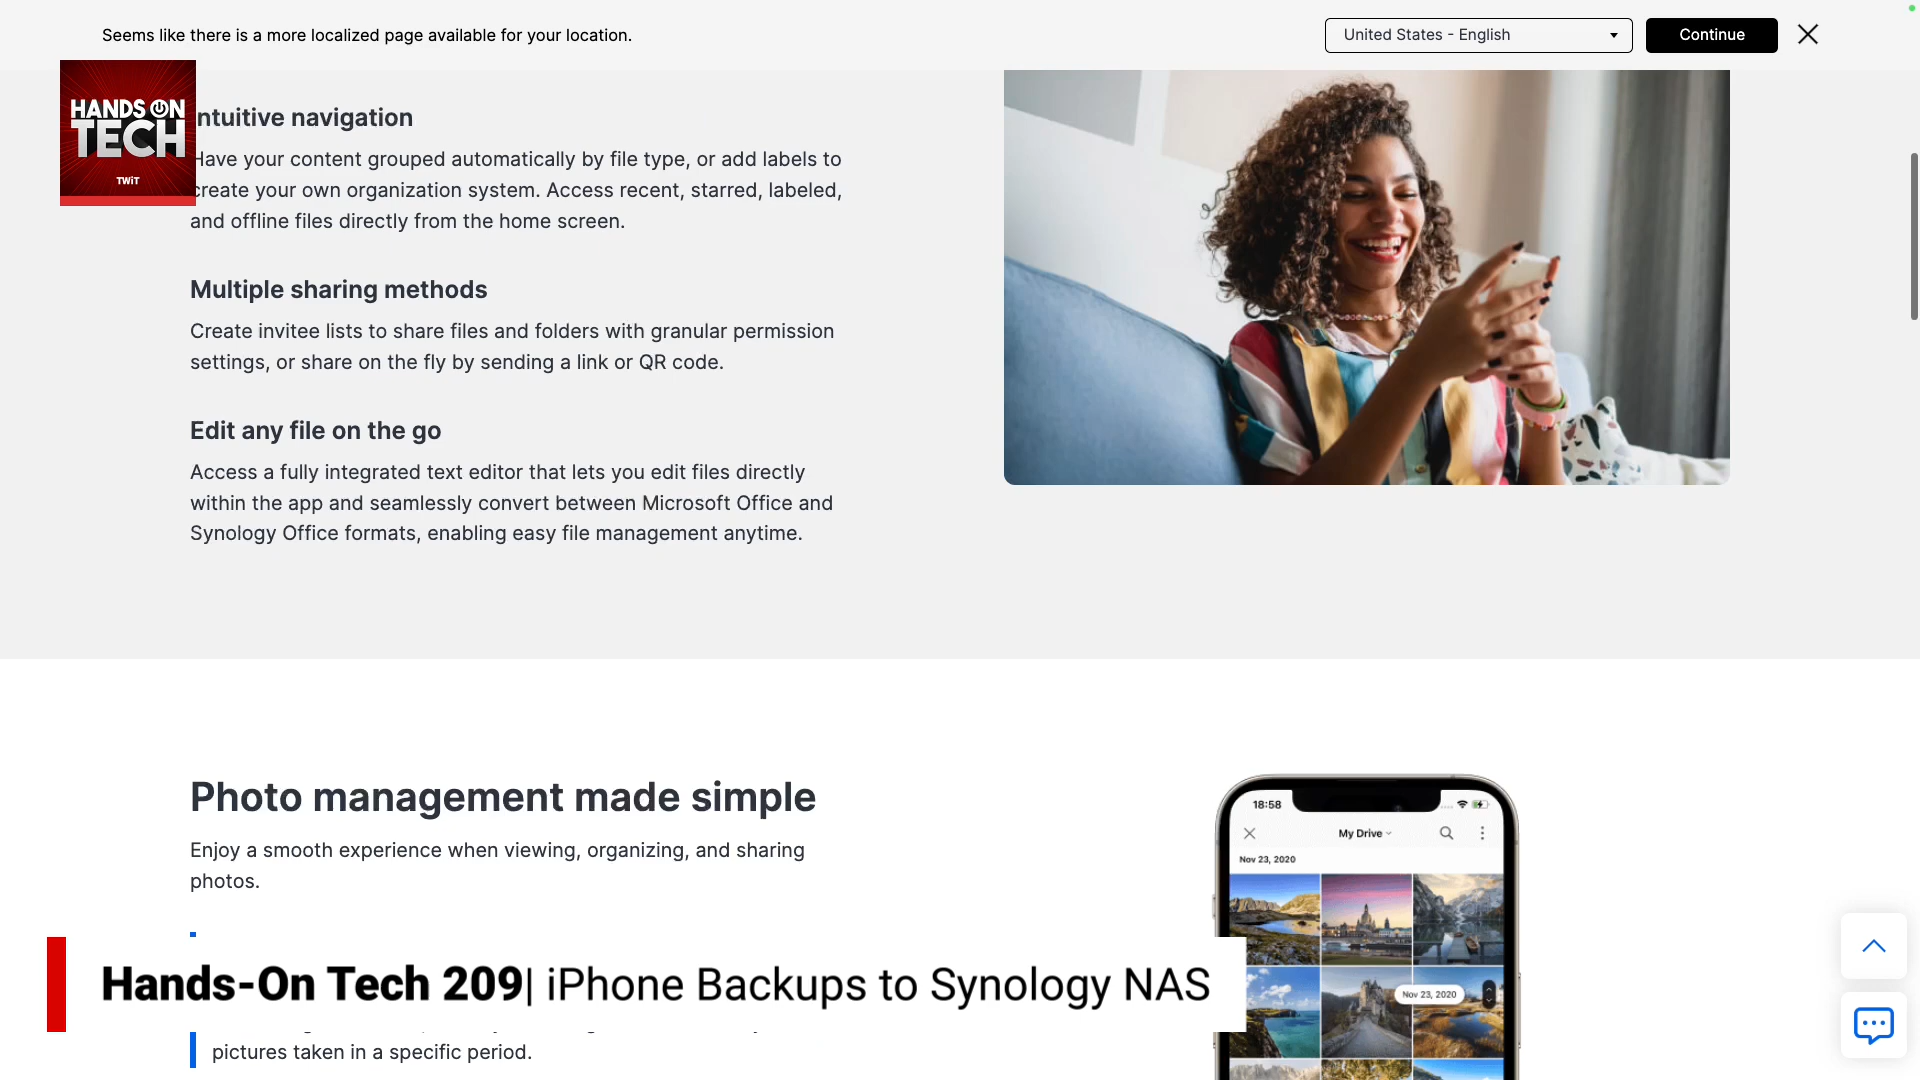 Seems like there is a more localized page available for your location.
United States - English
Continue
HANDS ON
TECH
TWiT
ntuitive navigation
Have your content grouped automatically by file type, or add labels to
create your own organization system. Access recent, starred, labeled,
and offline files directly from the home screen.
Multiple sharing methods
Create invitee lists to share files and folders with granular permission
settings, or share on the fly by sending a link or QR code.
Edit any file on the go
Access a fully integrated text editor that lets you edit files directly
within the app and seamlessly convert between Microsoft Office and
Synology Office formats, enabling easy file management anytime.
Photo management made simple
Enjoy a smooth experience when viewing, organizing, and sharing
photos.
18:58
My Drive
Nov 23, 2020
Nov 23, 2020
Hands-On Tech 209| iPhone Backups to Synology NAS
pictures taken in a specific period.